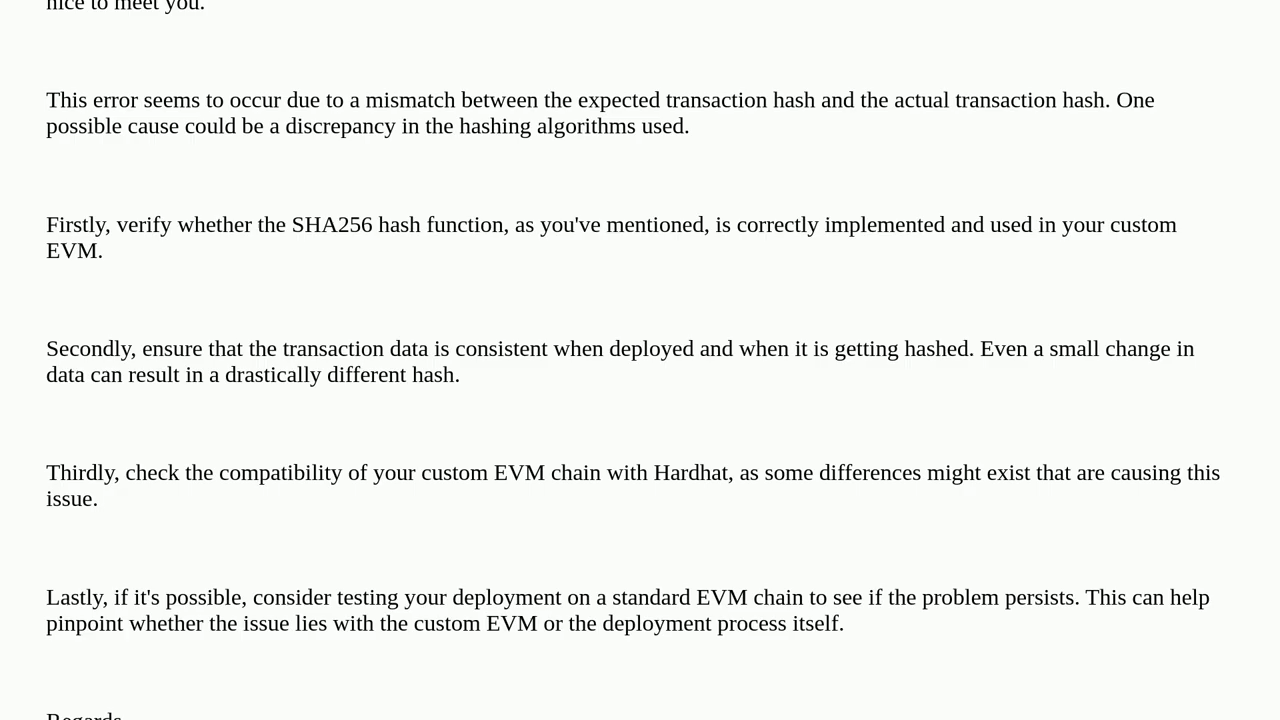 nice to meet you.
This error seems to occur due to a mismatch between the expected transaction hash and the actual transaction hash. One
possible cause could be a discrepancy in the hashing algorithms used.
Firstly, verify whether the SHA256 hash function, as you've mentioned, is correctly implemented and used in your custom
EVM.
Secondly, ensure that the transaction data is consistent when deployed and when it is getting hashed. Even a small change in
data can result in a drastically different hash.
Thirdly, check the compatibility of your custom EVM chain with Hardhat, as some differences might exist that are causing this
issue.
Lastly, if it's possible, consider testing your deployment on a standard EVM chain to see if the problem persists. This can help
pinpoint whether the issue lies with the custom EVM or the deployment process itself.
Regards